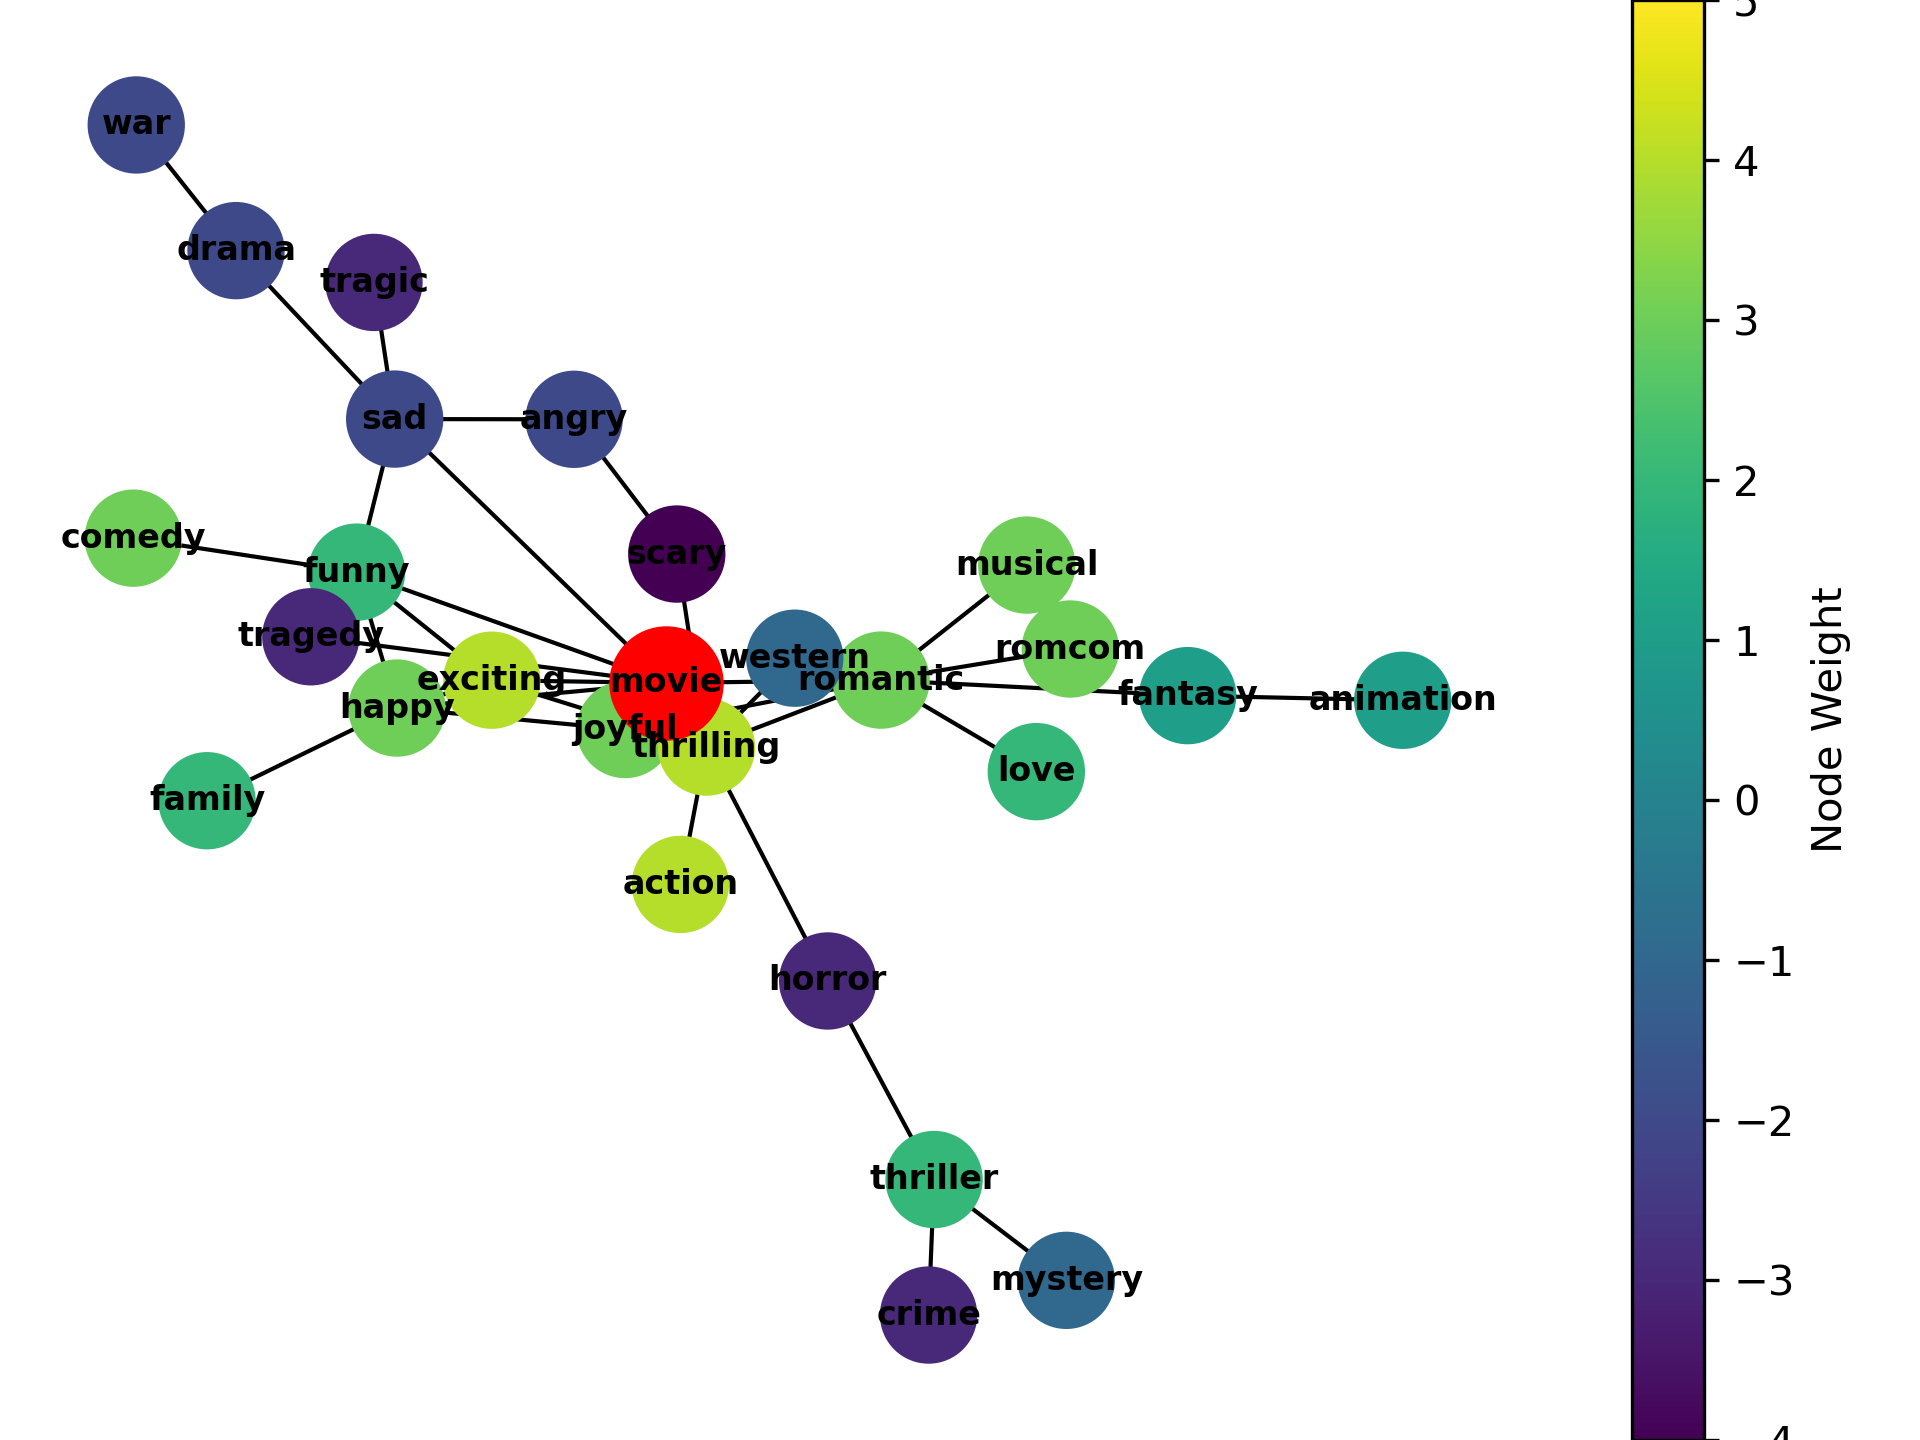 war
drama
tragic
sad
angry
comedy
funny
scary
musical
tragedy
western
romcom
exciting
movie
romantic
happy
fantasy
animation
joyful
thrilling
love
family
action
horror
thriller
mystery
crime
5
4
3
2
1
0
−1
−2
−3
−4
Node Weight